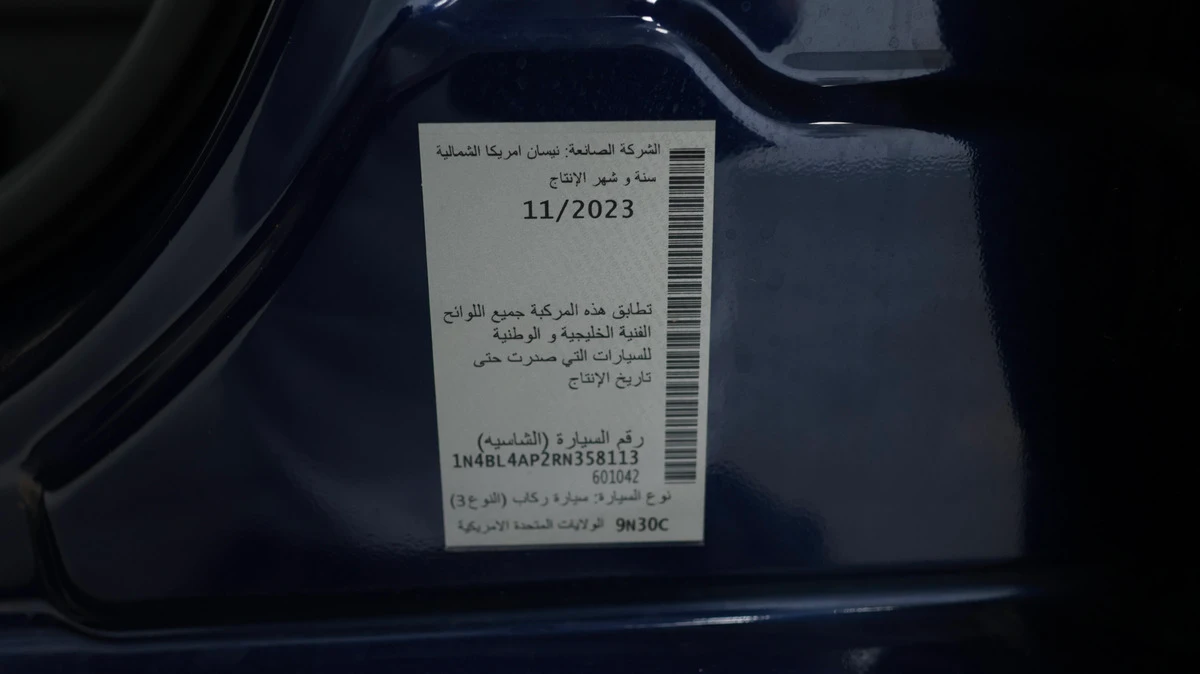 الشركة الصانعة: نيسان امريكا الشمالية
سنة و شهر الإنتاج
11/2023
تطابق هذه المركبة جميع اللوائح
الفنية الخليجية و الوطنية
للسيارات التي صدرت حتى
تاريخ الإنتاج
رقم السيارة (الشاسيه)
1N4BL4AP2RN358113
601042
نوع السيارة: سيارة ركاب (النوع3)
9N30C الولايات المتحدة الامريكية